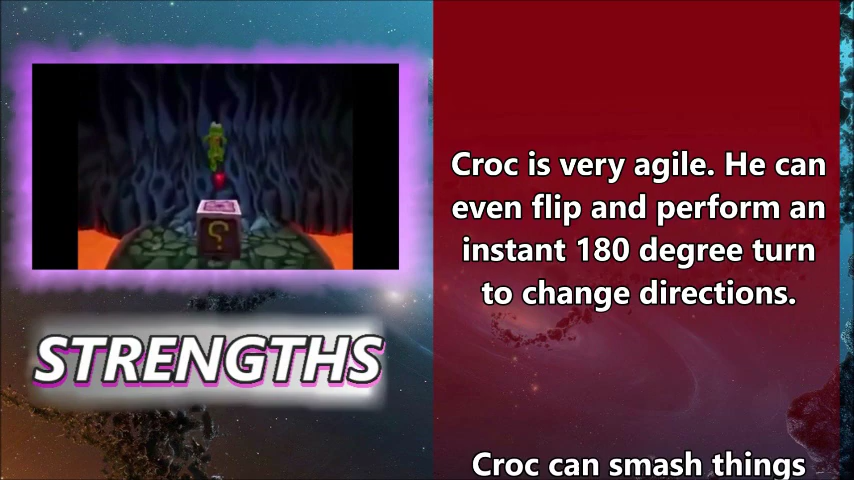 STRENGTHS
Croc is very agile. He can
even flip and perform an
instant 180 degree turn
to change directions.
Croc can smash things
?